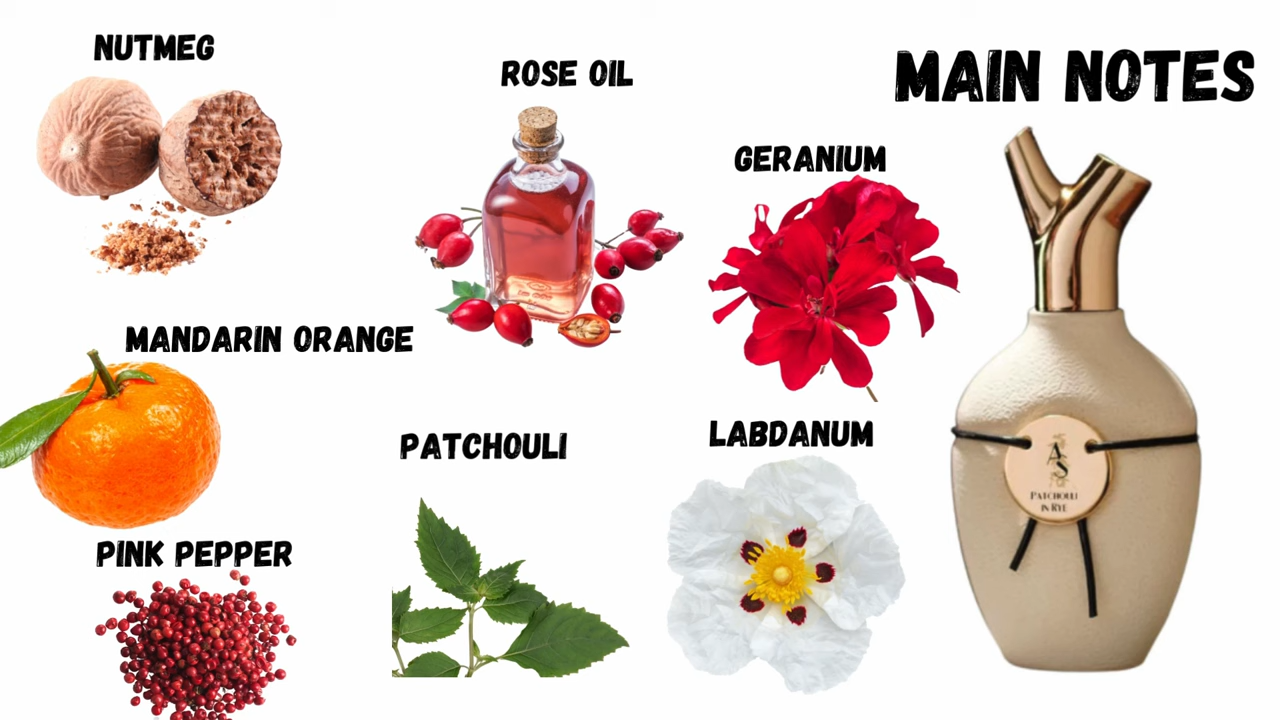 NUTMEG
ROSE OIL
MAIN NOTES
GERANIUM
MANDARIN ORANGE
PATCHOULI
LABDANUM
PINK PEPPER
AS
PATCHOULI
IN RYE